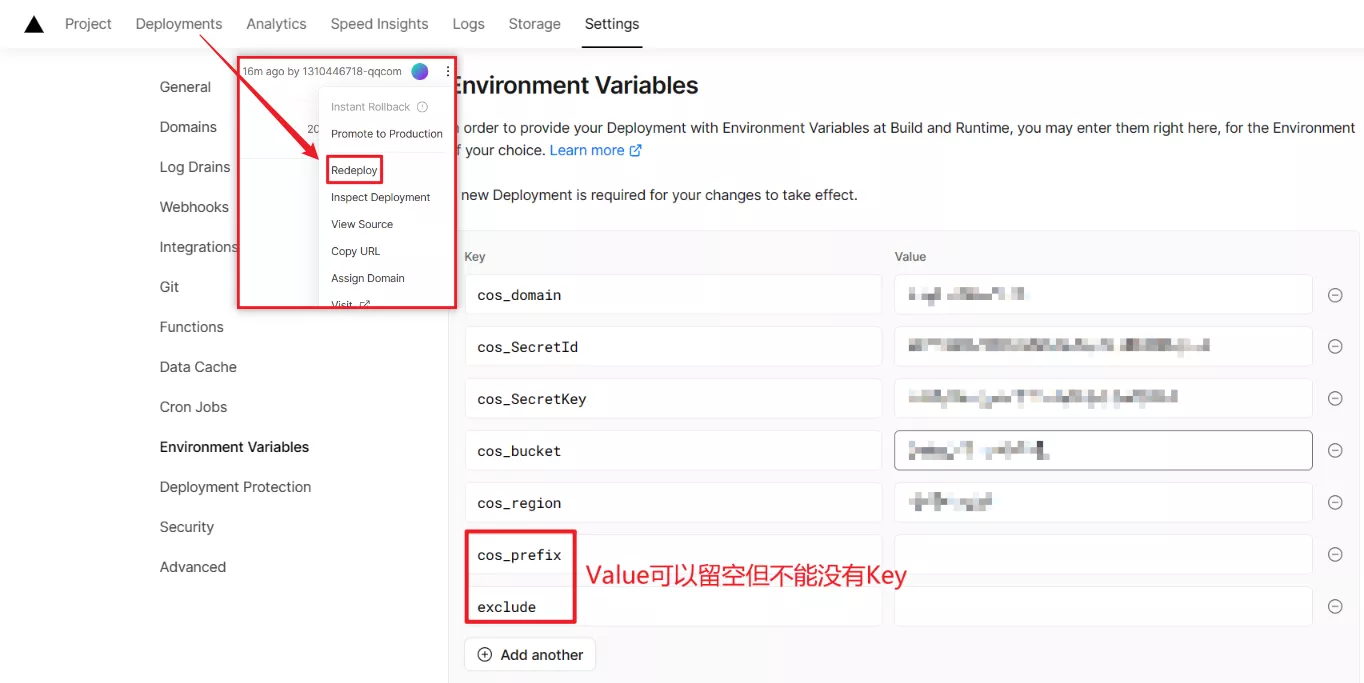 Project Deployments Analytics Speed Insights Logs Storage Settings
General
Domains
Log Drains
Webhooks
Integrations
Git
Functions
Data Cache
Cron Jobs
Environment Variables
Deployment Protection
Security
Advanced
16m ago by 1310446718-qqcom
Instant Rollback
20
Promote to Production
Redeploy
Inspect Deployment
View Source
Copy URL
Assign Domain
Visit
Environment Variables
order to provide your Deployment with Environment Variables at Build and Runtime, you may enter them right here, for the Environment
f your choice. Learn more
new Deployment is required for your changes to take effect.
Key Value
cos_domain
cos_SecretId
cos_SecretKey
cos_bucket
cos_region
cos_prefix
Value可以留空但不能没有Key
exclude
Add another